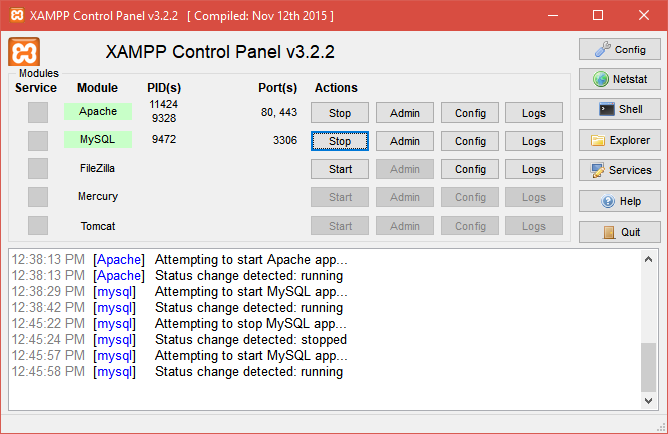 XAMPP Control Panel v3.2.2 [ Compiled: Nov 12th 2015 ]
XAMPP Control Panel v3.2.2
Config
Modules
Service Module PID(s) Port(s) Actions
Netstat
Apache 11424 9328 80, 443 Stop Admin Config Logs
Shell
MySQL 9472 3306 Stop Admin Config Logs
Explorer
FileZilla Start Admin Config Logs
Services
Mercury Start Admin Config Logs
Help
Tomcat Start Admin Config Logs
Quit
12:38:13 PM [Apache] Attempting to start Apache app...
12:38:13 PM [Apache] Status change detected: running
12:38:29 PM [mysql] Attempting to start MySQL app...
12:38:42 PM [mysql] Status change detected: running
12:45:22 PM [mysql] Attempting to stop MySQL app...
12:45:24 PM [mysql] Status change detected: stopped
12:45:57 PM [mysql] Attempting to start MySQL app...
12:45:58 PM [mysql] Status change detected: running